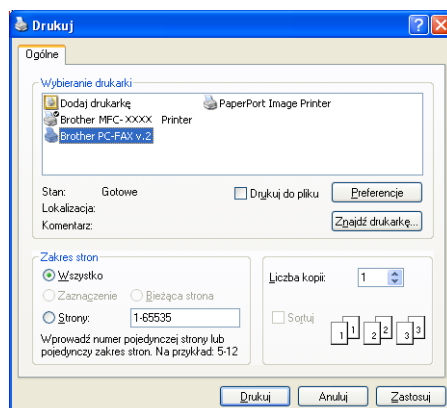 Drukuj
Ogólne
Wybieranie drukarki
Dodaj drukarkę PaperPort Image Printer
Brother MFC-XXXX Printer
Brother PC-FAX v.2
Stan: Gotowe Drukuj do pliku Preferencje
Lokalizacja:
Komentarz: Znajdź drukarkę...
Zakres stron
Wszystko Liczba kopii: 1
Zaznaczenie Bieżąca strona
Strony: 1-65535 Sortuj
Wprowadź numer pojedynczej strony lub
pojedynczy zakres stron. Na przykład: 5-12
1 1 2 2 3 3
Drukuj Anuluj Zastosuj